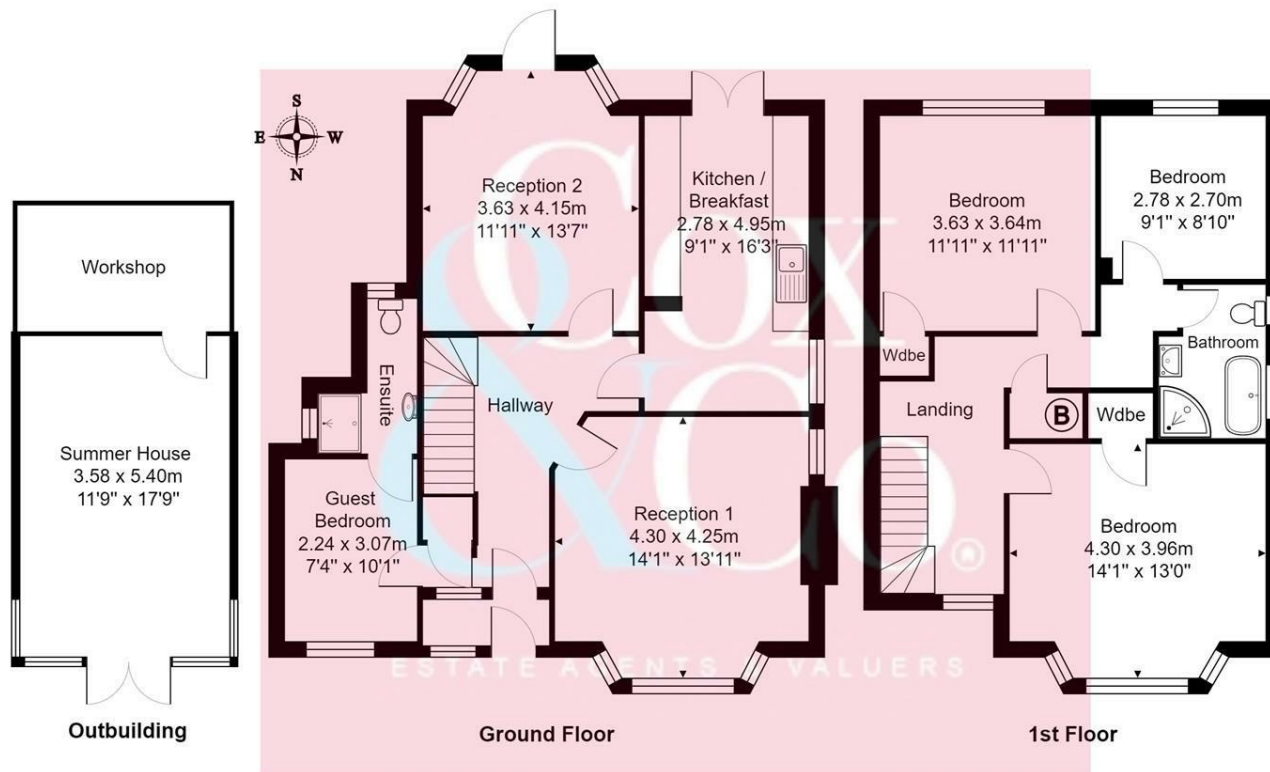 S
E
W
N
Workshop
Summer House
3.58 x 5.40m
11'9" x 17'9"
Outbuilding
Reception 2
3.63 x 4.15m
11'11" x 13'7"
Kitchen /
Breakfast
2.78 x 4.95m
9'1" x 16'3"
Ensuite
Hallway
Guest
Bedroom
2.24 x 3.07m
7'4" x 10'1"
Reception 1
4.30 x 4.25m
14'1" x 13'11"
Ground Floor
Bedroom
3.63 x 3.64m
11'11" x 11'11"
Bedroom
2.78 x 2.70m
9'1" x 8'10"
Wdbe
Bathroom
Landing
B
Wdbe
Bedroom
4.30 x 3.96m
14'1" x 13'0"
1st Floor
COX
& CO®
ESTATE AGENTS & VALUERS